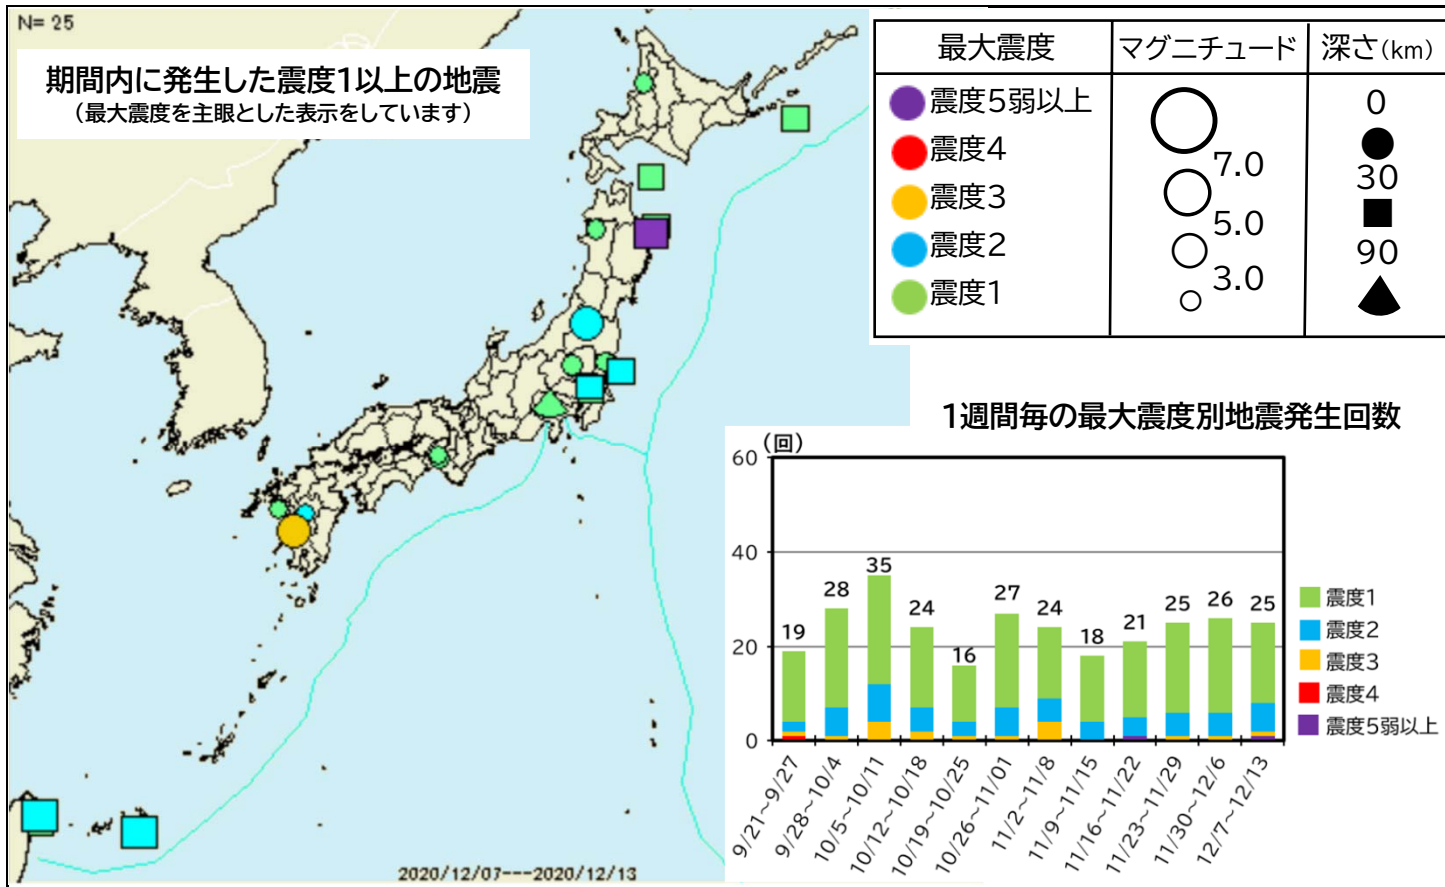 N= 25
期間内に発生した震度1以上の地震
(最大震度を主眼とした表示をしています)
最大震度 マグニチュード 深さ(km)
震度5弱以上
震度4
震度3
震度2
震度1
7.0
5.0
3.0
0
30
90
1週間毎の最大震度別地震発生回数
(回)
60
40
20
0
19
28
35
24
16
27
24
18
21
25
26
25
9/21~9/27
9/28~10/4
10/5~10/11
10/12~10/18
10/19~10/25
10/26~11/01
11/2~11/8
11/9~11/15
11/16~11/22
11/23~11/29
11/30~12/6
12/7~12/13
震度1
震度2
震度3
震度4
震度5弱以上
2020/12/07---2020/12/13